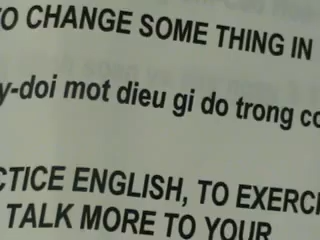 TO CHANGE SOME THING IN
y-doi mot dieu gi do trong co
CTICE ENGLISH, TO EXERCI
TALK MORE TO YOUR